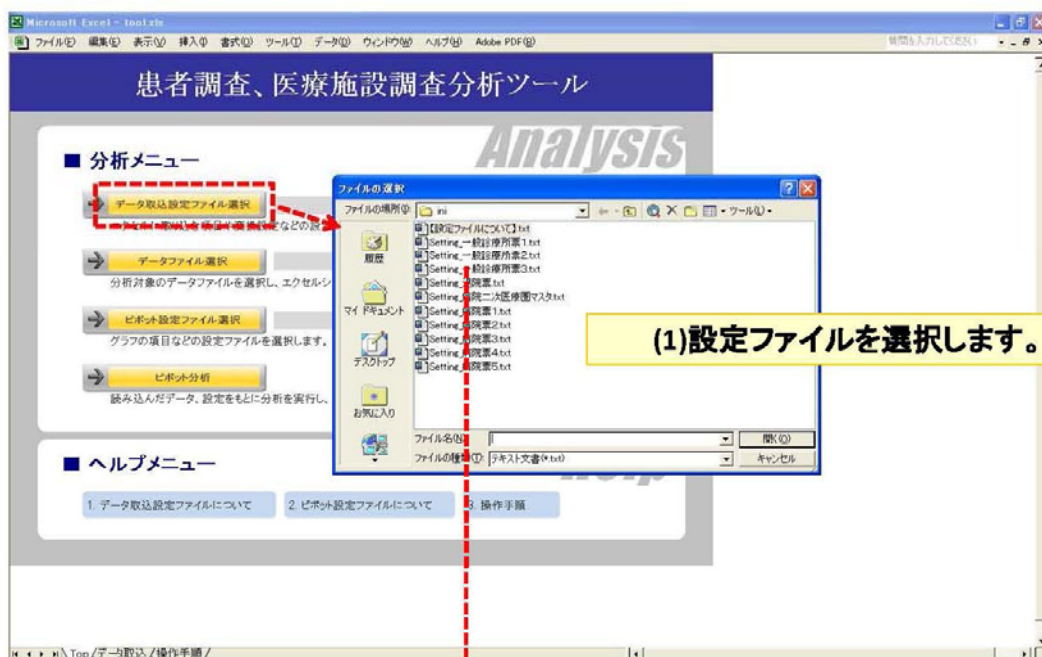 Microsoft Excel - tool.xls
ファイル(F) 編集(E) 表示(V) 挿入(I) 書式(O) ツール(T) データ(D) ウィンドウ(W) ヘルプ(H) Adobe PDF(B)
質問を入力してください
患者調査、医療施設調査分析ツール
Analysis
■ 分析メニュー
データ取込設定ファイル選択
データファイル選択
分析対象のデータファイルを選択し、エクセルシ
ピボット設定ファイル選択
グラフの項目などの設定ファイルを選択します。
ピボット分析
読み込んだデータ、設定をもとに分析を実行し、
ファイルの選択
ファイルの場所(I): ini
ツール(L)
履歴
マイ ドキュメント
デスクトップ
お気に入り
【設定ファイルについて】.txt
Setting_一般診療所票1.txt
Setting_一般診療所票2.txt
Setting_一般診療所票3.txt
Setting_病院票.txt
Setting_病院二次医療圏マスタ.txt
Setting_病院票1.txt
Setting_病院票2.txt
Setting_病院票3.txt
Setting_病院票4.txt
Setting_病院票5.txt
ファイル名(N):
開く(O)
ファイルの種類(T): テキスト文書(*.txt)
キャンセル
(1)設定ファイルを選択します。
■ ヘルプメニュー
Help
1. データ取込設定ファイルについて
2. ピボット設定ファイルについて
3. 操作手順
Top / データ取込 / 操作手順 /